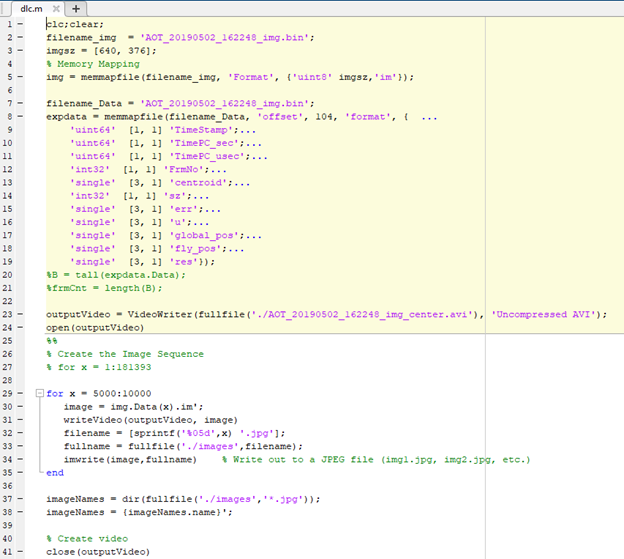 dlc.m × +
1 - clc;clear;
2 - filename_img = 'AOT_20190502_162248_img.bin';
3 - imgsz = [640, 376];
4 % Memory Mapping
5 - img = memmapfile(filename_img, 'Format', {'uint8' imgsz,'im'});
6
7 - filename_Data = 'AOT_20190502_162248_img.bin';
8 - expdata = memmapfile(filename_Data, 'offset', 104, 'format', { ...
9 'uint64' [1, 1] 'TimeStamp';...
10 'uint64' [1, 1] 'TimePC_sec';...
11 'uint64' [1, 1] 'TimePC_usec';...
12 - 'int32' [1, 1] 'FrmNo';...
13 - 'single' [3, 1] 'centroid';...
14 - 'int32' [1, 1] 'sz';...
15 - 'single' [3, 1] 'err';...
16 - 'single' [3, 1] 'u';...
17 - 'single' [3, 1] 'global_pos';...
18 - 'single' [3, 1] 'fly_pos';...
19 - 'single' [3, 1] 'res'});
20 %B = tall(expdata.Data);
21 %frmCnt = length(B);
22
23 - outputVideo = VideoWriter(fullfile('./AOT_20190502_162248_img_center.avi'), 'Uncompressed AVI');
24 - open(outputVideo)
25 %%
26 % Create the Image Sequence
27 % for x = 1:181393
28
29 - for x = 5000:10000
30 - image = img.Data(x).im';
31 - writeVideo(outputVideo, image)
32 - filename = [sprintf('%05d',x) '.jpg'];
33 - fullname = fullfile('./images',filename);
34 - imwrite(image,fullname) % Write out to a JPEG file (img1.jpg, img2.jpg, etc.)
35 - end
36
37 - imageNames = dir(fullfile('./images','*.jpg'));
38 - imageNames = {imageNames.name}';
39
40 % Create video
41 - close(outputVideo)